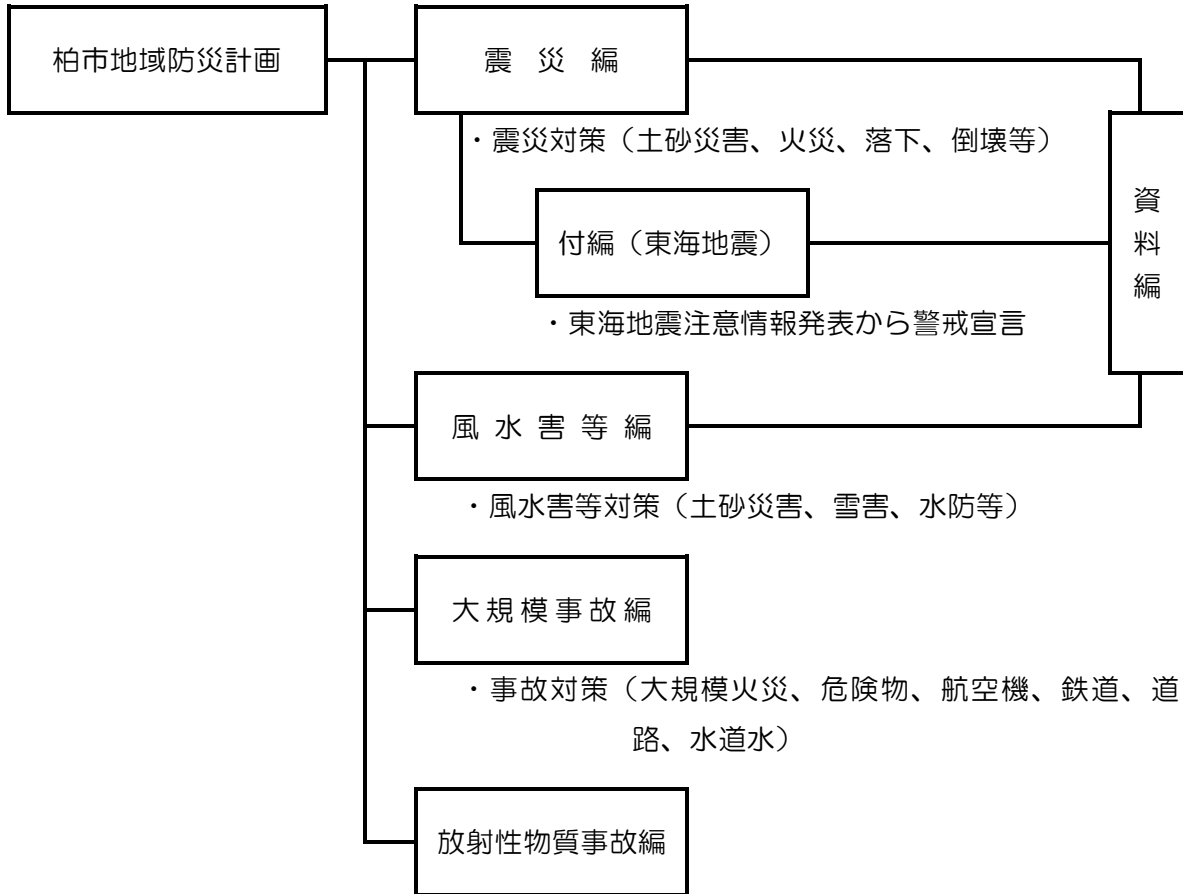 柏市地域防災計画
震災編
・震災対策（土砂災害、火災、落下、倒壊等）
付編（東海地震）
・東海地震注意情報発表から警戒宣言
資料編
風水害等編
・風水害等対策（土砂災害、雪害、水防等）
大規模事故編
・事故対策（大規模火災、危険物、航空機、鉄道、道
路、水道水）
放射性物質事故編